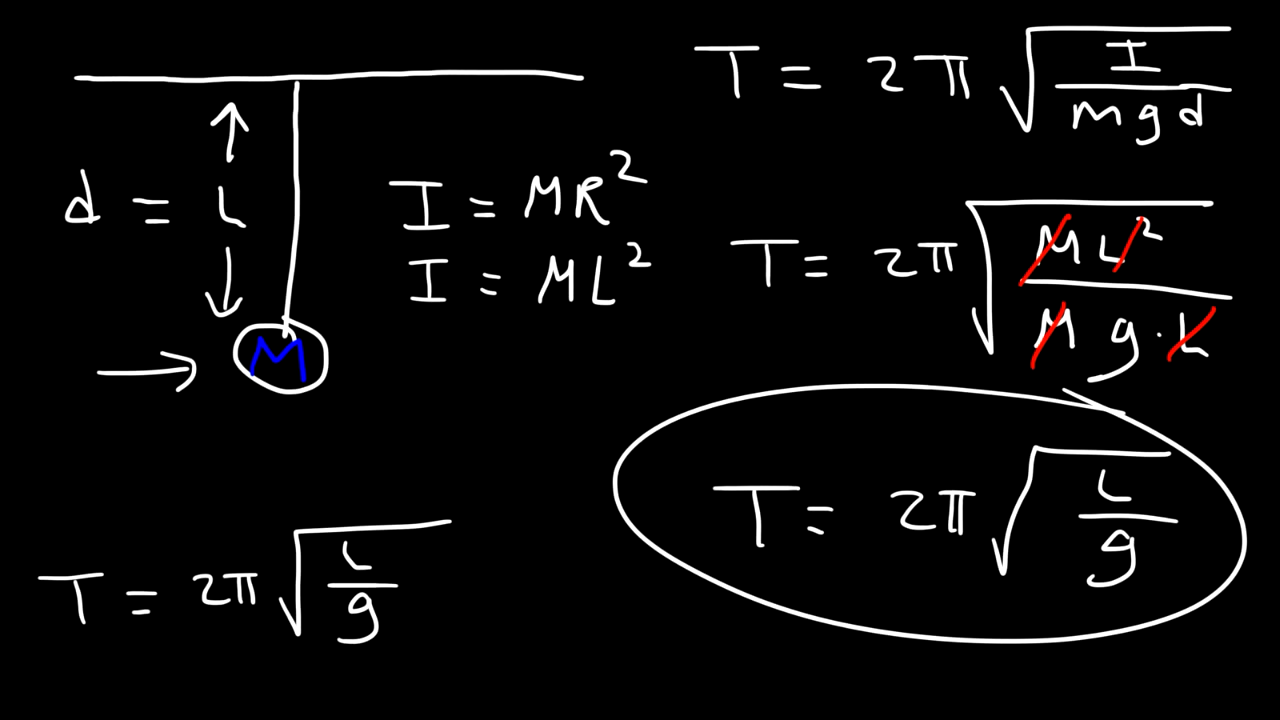 d = L
M
I = MR²
I = ML²
T = 2π √(L/g)
T = 2π √(I/mgd)
T = 2π √(ML²/Mg·L)
T = 2π √(L/g)